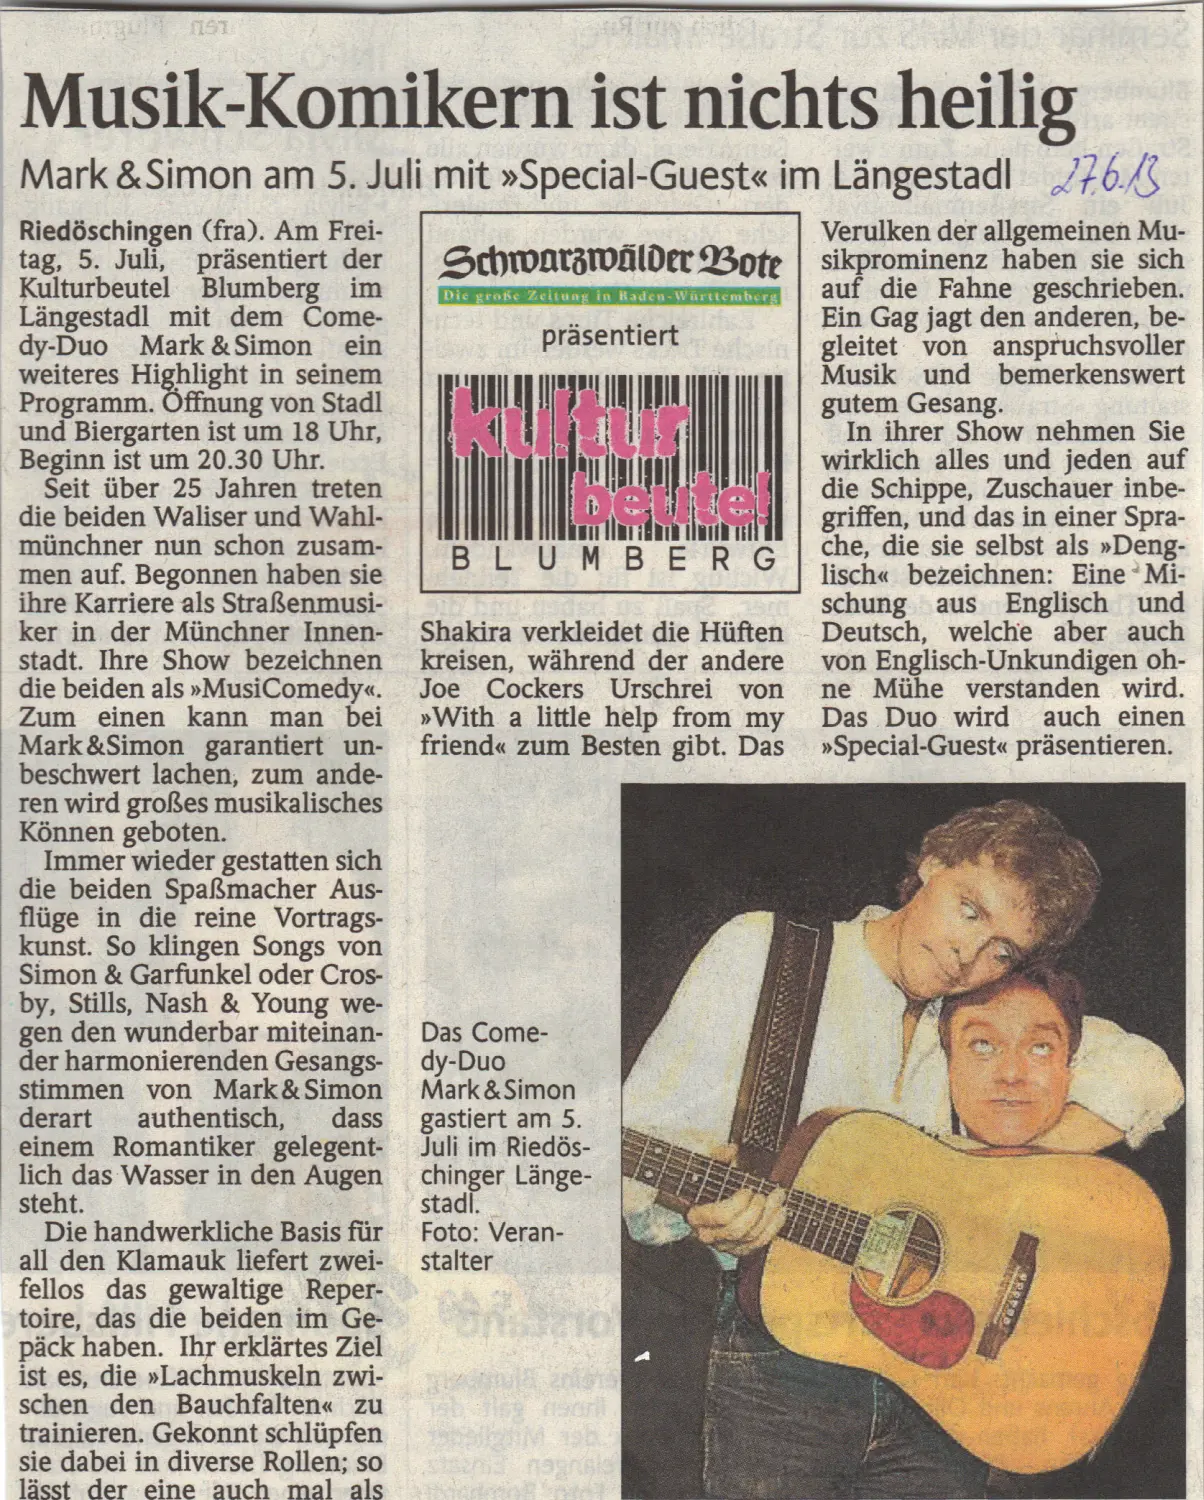 Musik-Komikern ist nichts heilig
Mark & Simon am 5. Juli mit »Special-Guest« im Längestadl
27.6.13
Riedöschingen (fra). Am Frei-
tag, 5. Juli, präsentiert der
Kulturbeutel Blumberg im
Längestadl mit dem Come-
dy-Duo Mark & Simon ein
weiteres Highlight in seinem
Programm. Öffnung von Stadl
und Biergarten ist um 18 Uhr,
Beginn ist um 20.30 Uhr.
Seit über 25 Jahren treten
die beiden Waliser und Wahl-
münchner nun schon zusam-
men auf. Begonnen haben sie
ihre Karriere als Straßenmusi-
ker in der Münchner Innen-
stadt. Ihre Show bezeichnen
die beiden als »MusiComedy«.
Zum einen kann man bei
Mark & Simon garantiert un-
beschwert lachen, zum ande-
ren wird großes musikalisches
Können geboten.
Immer wieder gestatten sich
die beiden Spaßmacher Aus-
flüge in die reine Vortrags-
kunst. So klingen Songs von
Simon & Garfunkel oder Cros-
by, Stills, Nash & Young we-
gen den wunderbar miteinan-
der harmonierenden Gesangs-
stimmen von Mark & Simon
derart authentisch, dass
einem Romantiker gelegent-
lich das Wasser in den Augen
steht.
Die handwerkliche Basis für
all den Klamauk liefert zwei-
fellos das gewaltige Reper-
toire, das die beiden im Ge-
päck haben. Ihr erklärtes Ziel
ist es, die »Lachmuskeln zwi-
schen den Bauchfalten« zu
trainieren. Gekonnt schlüpfen
sie dabei in diverse Rollen; so
lässt der eine auch mal als
Schwarzwälder Bote
Die große Zeitung in Baden-Württemberg
präsentiert
kultur
beutel
BLUMBERG
Shakira verkleidet die Hüften
kreisen, während der andere
Joe Cockers Urschrei von
»With a little help from my
friend« zum Besten gibt. Das
Verulken der allgemeinen Mu-
sikprominenz haben sie sich
auf die Fahne geschrieben.
Ein Gag jagt den anderen, be-
gleitet von anspruchsvoller
Musik und bemerkenswert
gutem Gesang.
In ihrer Show nehmen Sie
wirklich alles und jeden auf
die Schippe, Zuschauer inbe-
griffen, und das in einer Spra-
che, die sie selbst als »Deng-
lisch« bezeichnen: Eine Mi-
schung aus Englisch und
Deutsch, welche aber auch
von Englisch-Unkundigen oh-
ne Mühe verstanden wird.
Das Duo wird auch einen
»Special-Guest« präsentieren.
Das Come-
dy-Duo
Mark & Simon
gastiert am 5.
Juli im Riedös-
chinger Länge-
stadl.
Foto: Veran-
stalter